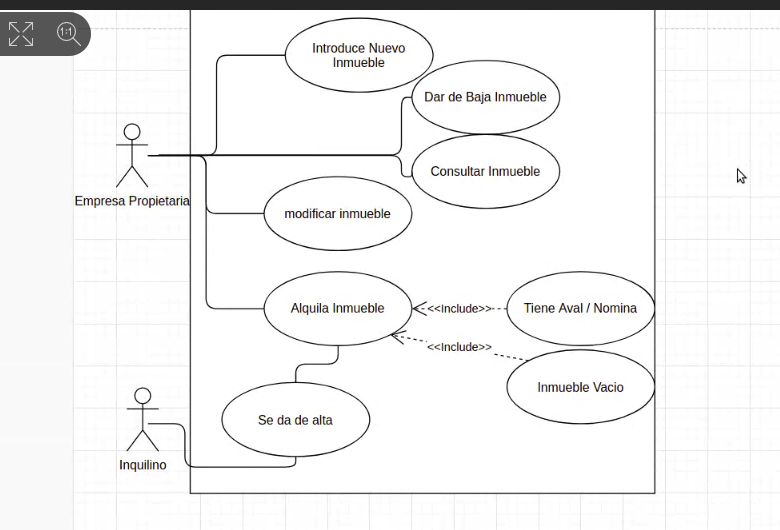 1:1
Introduce Nuevo
Inmueble
Dar de Baja Inmueble
Consultar Inmueble
Empresa Propietaria
modificar inmueble
Alquila Inmueble
<<Include>>
Tiene Aval / Nomina
<<Include>>
Inmueble Vacio
Se da de alta
Inquilino